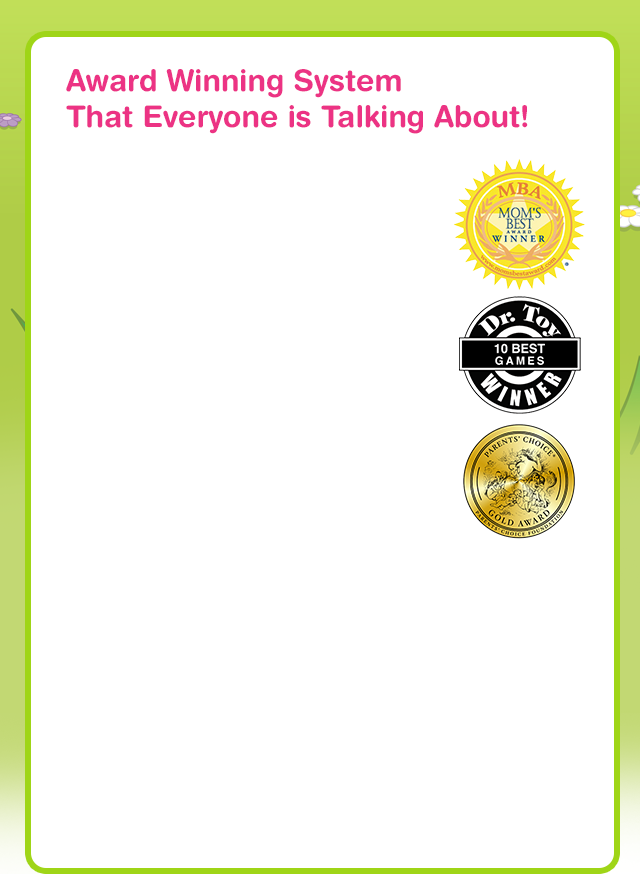 Award Winning System
That Everyone is Talking About!
MBA
MOM'S
BEST
AWARD
WINNER
www.momsbestaward.com
Dr. Toy
10 BEST
GAMES
WINNER
PARENTS' CHOICE®
GOLD AWARD
PARENTS' CHOICE FOUNDATION